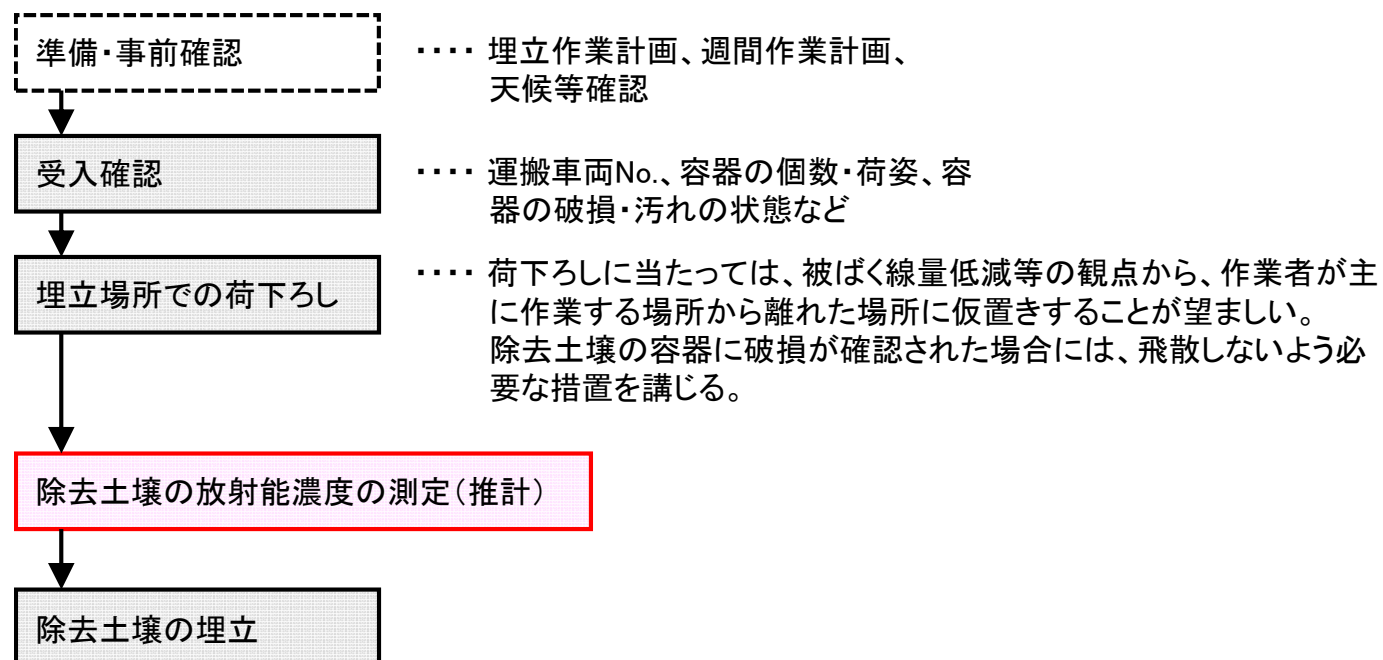 準備・事前確認
・・・・ 埋立作業計画、週間作業計画、
天候等確認
受入確認
・・・・ 運搬車両No.、容器の個数・荷姿、容
器の破損・汚れの状態など
埋立場所での荷下ろし
・・・・ 荷下ろしに当たっては、被ばく線量低減等の観点から、作業者が主
に作業する場所から離れた場所に仮置きすることが望ましい。
除去土壌の容器に破損が確認された場合には、飛散しないよう必
要な措置を講じる。
除去土壌の放射能濃度の測定（推計）
除去土壌の埋立